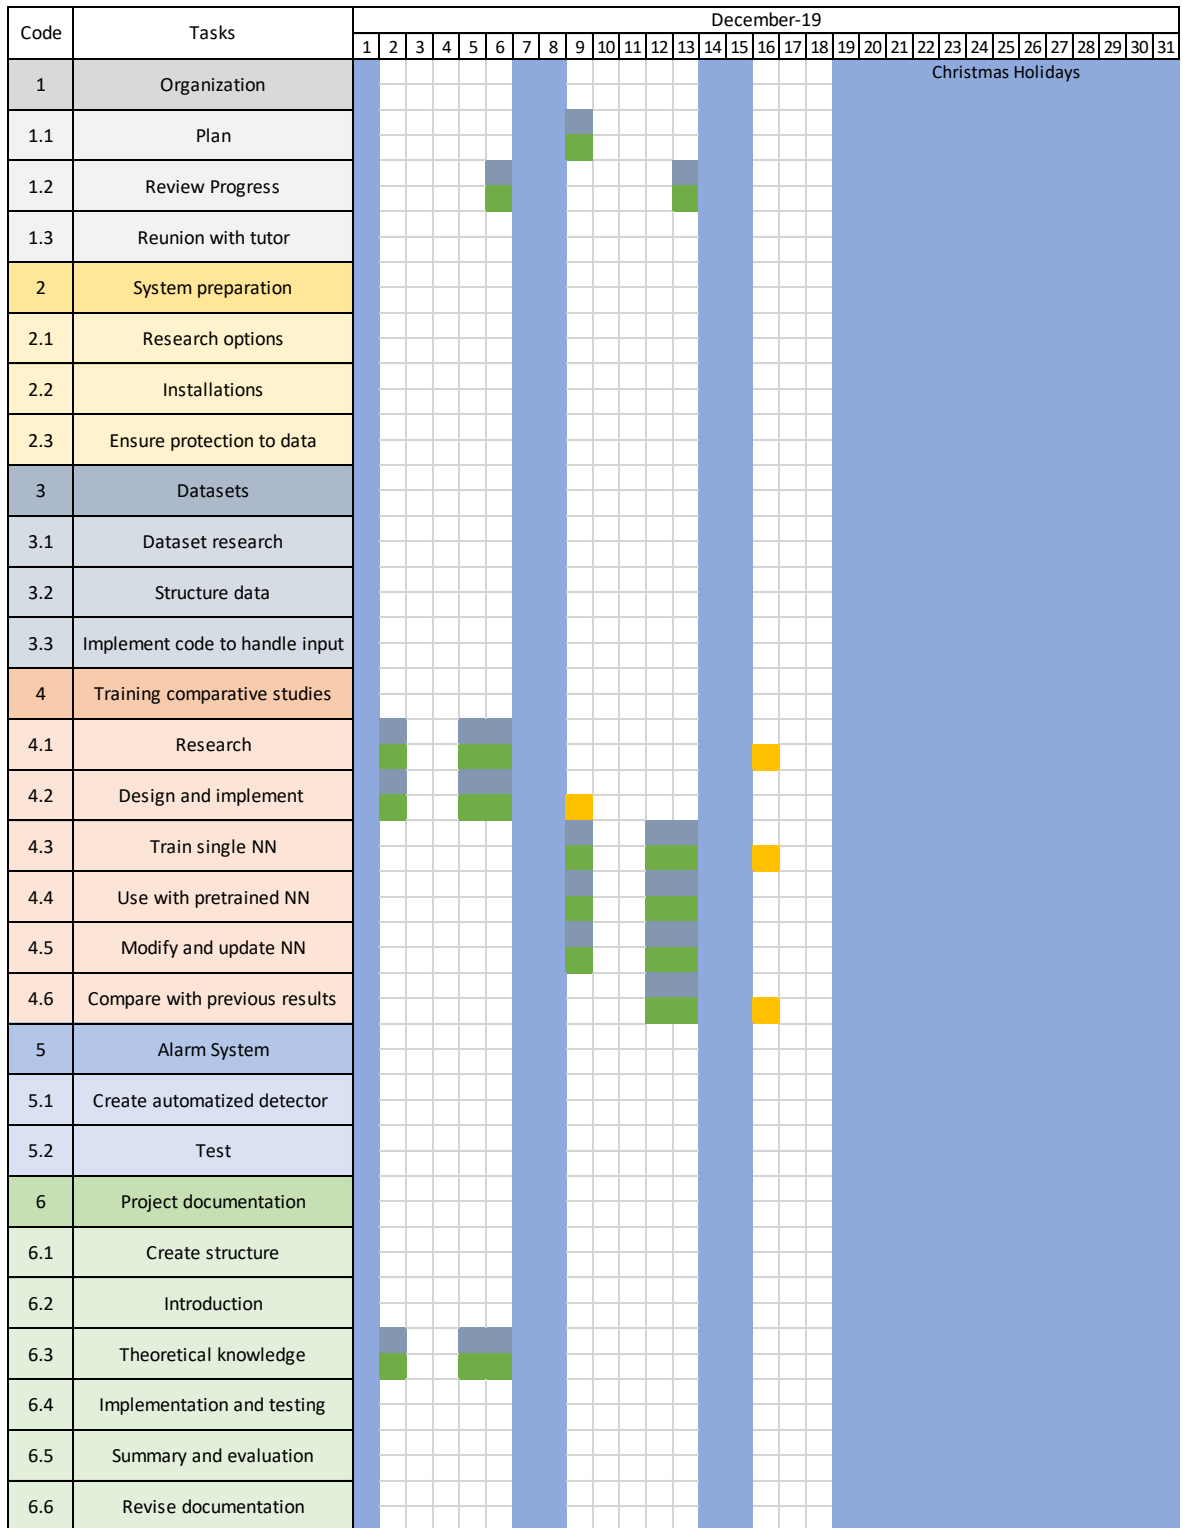 Code Tasks December-19
1 2 3 4 5 6 7 8 9 10 11 12 13 14 15 16 17 18 19 20 21 22 23 24 25 26 27 28 29 30 31
Christmas Holidays
1 Organization
1.1 Plan
1.2 Review Progress
1.3 Reunion with tutor
2 System preparation
2.1 Research options
2.2 Installations
2.3 Ensure protection to data
3 Datasets
3.1 Dataset research
3.2 Structure data
3.3 Implement code to handle input
4 Training comparative studies
4.1 Research
4.2 Design and implement
4.3 Train single NN
4.4 Use with pretrained NN
4.5 Modify and update NN
4.6 Compare with previous results
5 Alarm System
5.1 Create automatized detector
5.2 Test
6 Project documentation
6.1 Create structure
6.2 Introduction
6.3 Theoretical knowledge
6.4 Implementation and testing
6.5 Summary and evaluation
6.6 Revise documentation